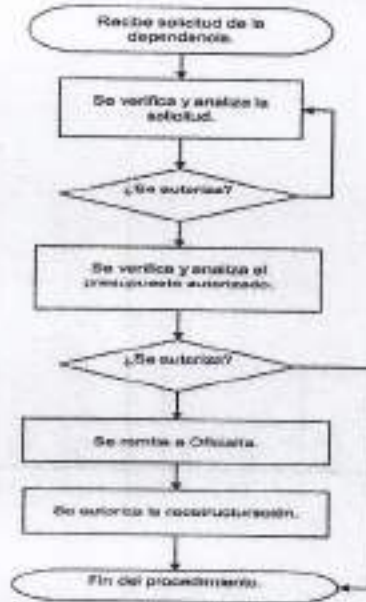 Recibe solicitud de la
dependencia.
Se verifica y analiza la
solicitud.
¿Se autoriza?
Se verifica y analiza el
presupuesto autorizado.
¿Se autoriza?
Se remite a Oficialía.
Se autoriza la reestructuración.
Fin del procedimiento.